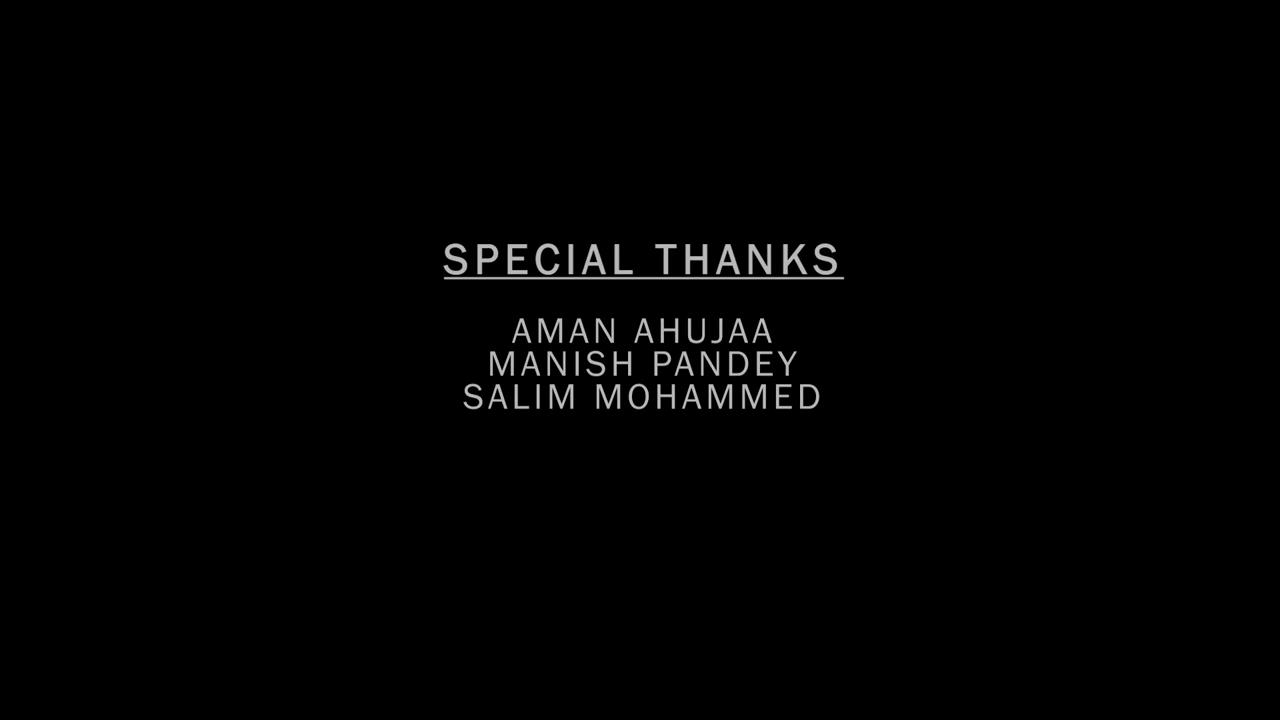 SPECIAL THANKS
AMAN AHUJAA
MANISH PANDEY
SALIM MOHAMMED